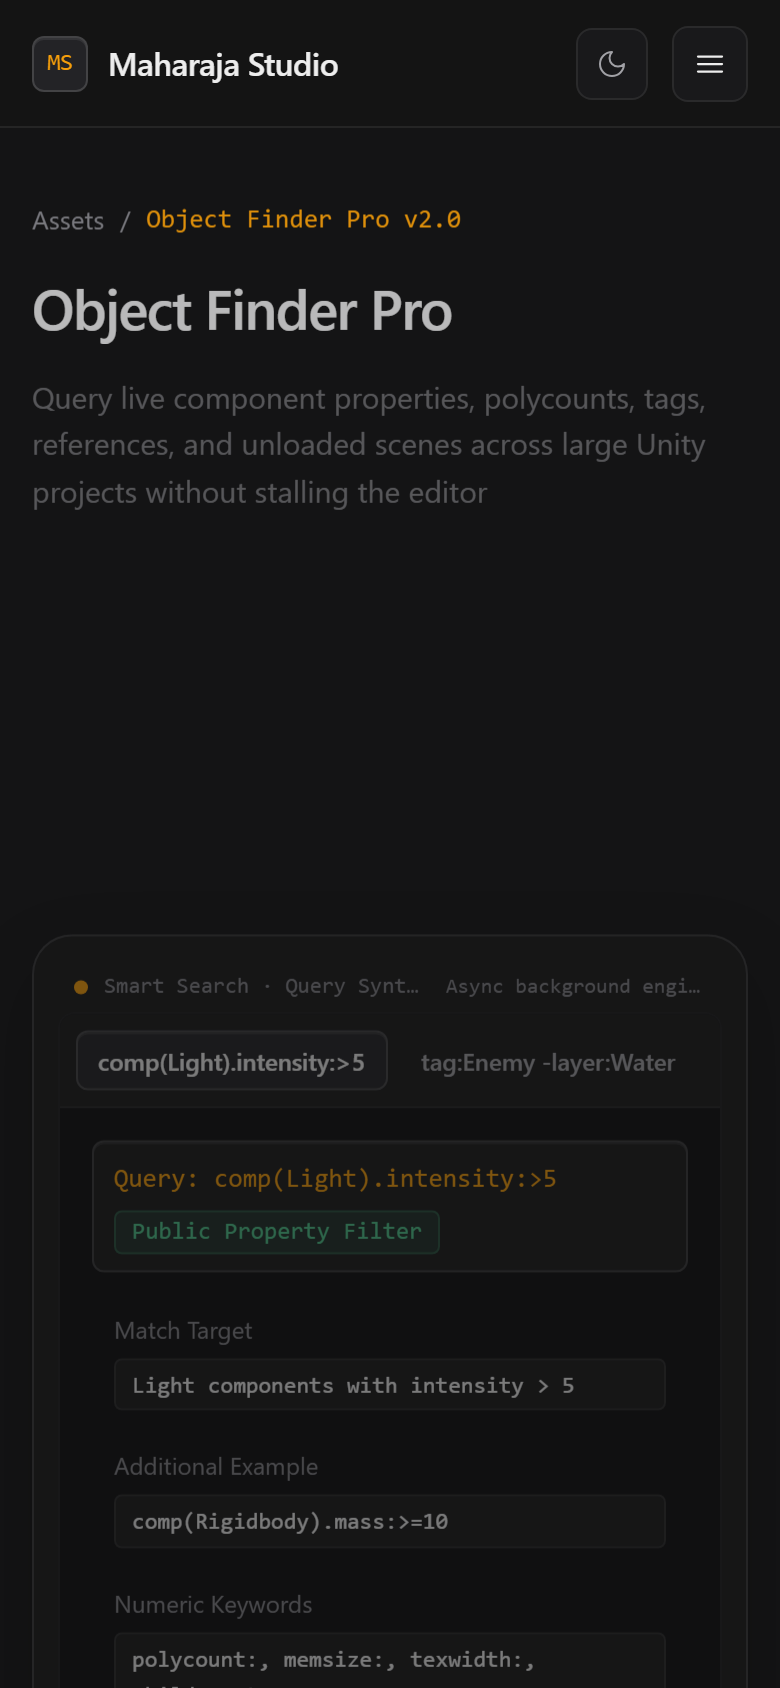 MS
Maharaja Studio
Assets / Object Finder Pro v2.0
Object Finder Pro
Query live component properties, polycounts, tags,
references, and unloaded scenes across large Unity
projects without stalling the editor
Smart Search · Query Synt… Async background engi…
comp(Light).intensity:>5 tag:Enemy -layer:Water
Query: comp(Light).intensity:>5
Public Property Filter
Match Target
Light components with intensity > 5
Additional Example
comp(Rigidbody).mass:>=10
Numeric Keywords
polycount:, memsize:, texwidth:,